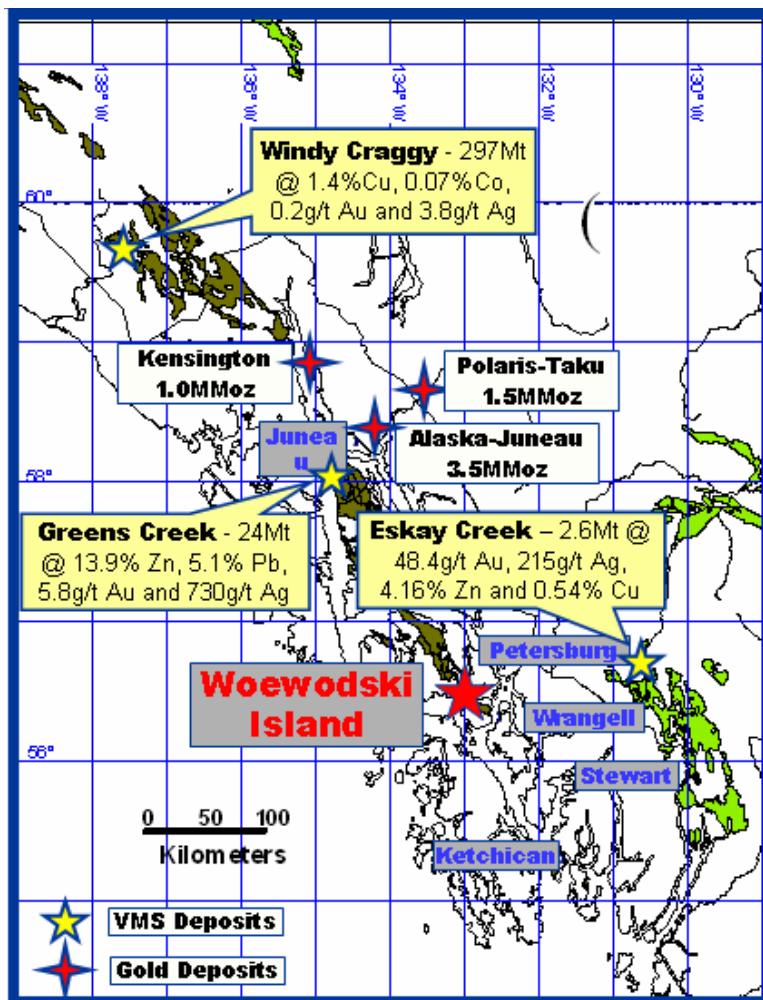 138° W
136° W
134° W
132° W
130° W
Windy Craggy - 297Mt
@ 1.4%Cu, 0.07%Co,
0.2g/t Au and 3.8g/t Ag
60°
Kensington
1.0MMoz
Polaris-Taku
1.5MMoz
Junea
u
Alaska-Juneau
3.5MMoz
58°
Greens Creek - 24Mt
@ 13.9% Zn, 5.1% Pb,
5.8g/t Au and 730g/t Ag
Eskay Creek – 2.6Mt @
48.4g/t Au, 215g/t Ag,
4.16% Zn and 0.54% Cu
Petersburg
Woewodski
Island
Wrangell
56°
Stewart
0 50 100
Kilometers
Ketchican
VMS Deposits
Gold Deposits